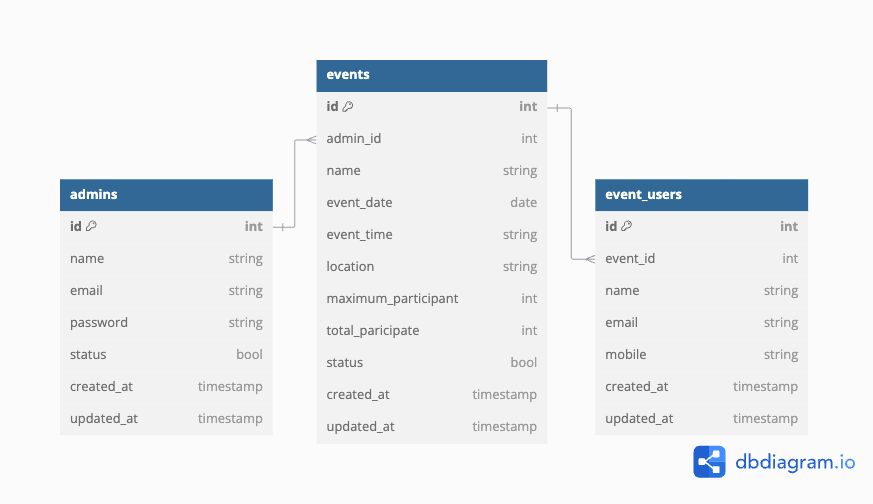 events
id int
admin_id int
name string
event_date date
event_time string
location string
maximum_participant int
total_paricipate int
status bool
created_at timestamp
updated_at timestamp
admins
id int
name string
email string
password string
status bool
created_at timestamp
updated_at timestamp
event_users
id int
event_id int
name string
email string
mobile string
created_at timestamp
updated_at timestamp
dbdiagram.io